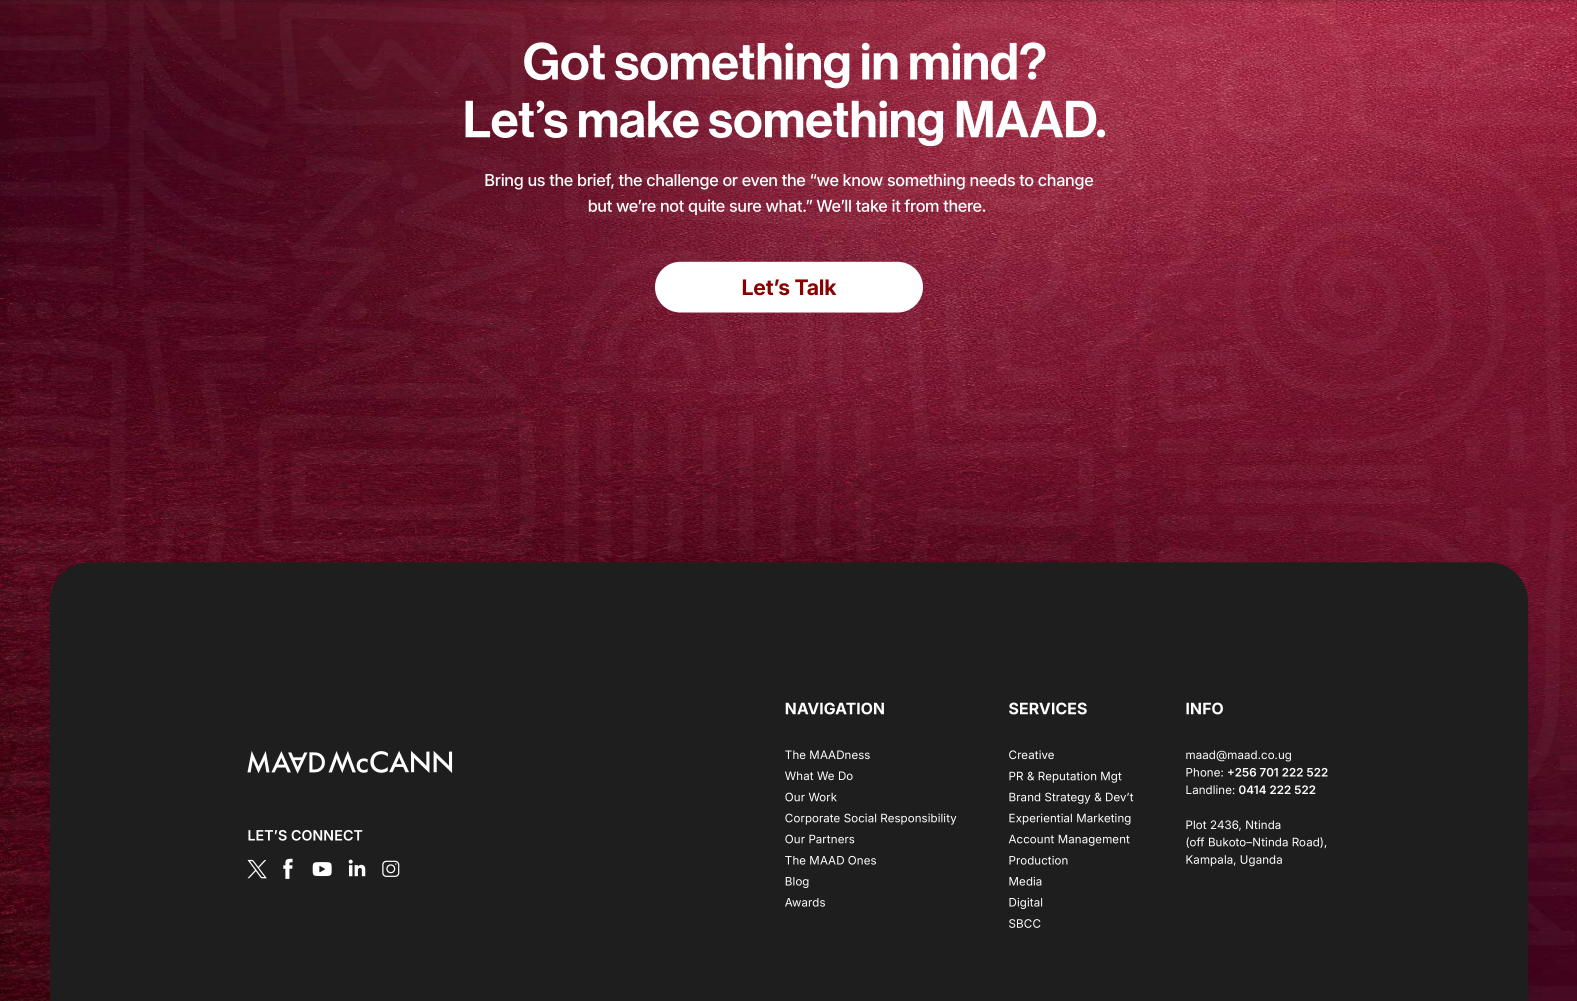 Got something in mind?
Let’s make something MAAD.
Bring us the brief, the challenge or even the “we know something needs to change
but we’re not quite sure what.” We’ll take it from there.
Let’s Talk
MAAD McCANN
LET’S CONNECT
NAVIGATION
The MAADness
What We Do
Our Work
Corporate Social Responsibility
Our Partners
The MAAD Ones
Blog
Awards
SERVICES
Creative
PR & Reputation Mgt
Brand Strategy & Dev’t
Experiential Marketing
Account Management
Production
Media
Digital
SBCC
INFO
maad@maad.co.ug
Phone: +256 701 222 522
Landline: 0414 222 522
Plot 2436, Ntinda
(off Bukoto–Ntinda Road),
Kampala, Uganda